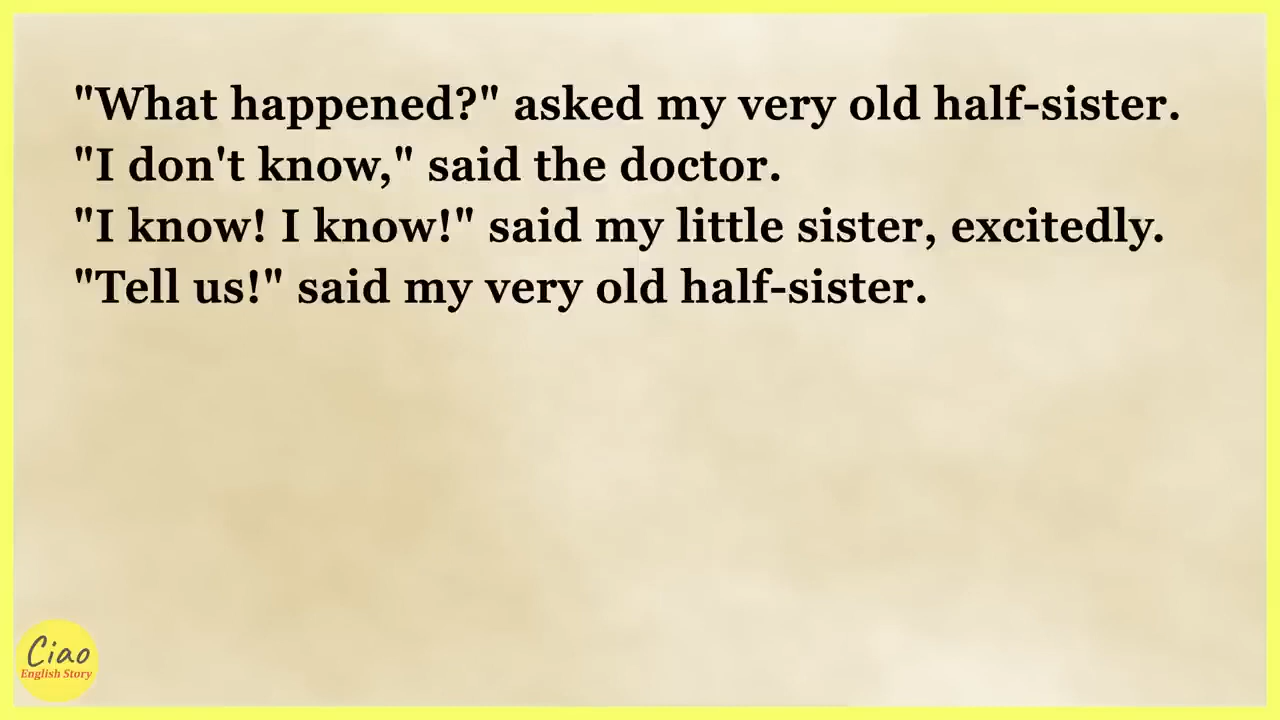 "What happened?" asked my very old half-sister.
"I don't know," said the doctor.
"I know! I know!" said my little sister, excitedly.
"Tell us!" said my very old half-sister.
Ciao
English Story